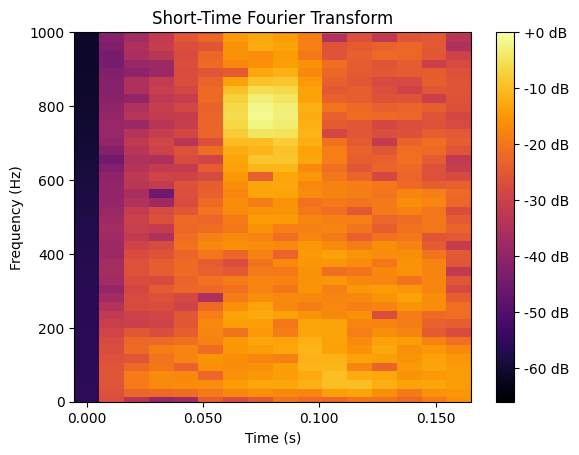 Short-Time Fourier Transform
1000
800
600
400
200
0
Frequency (Hz)
0.000
0.050
0.100
0.150
Time (s)
+0 dB
-10 dB
-20 dB
-30 dB
-40 dB
-50 dB
-60 dB